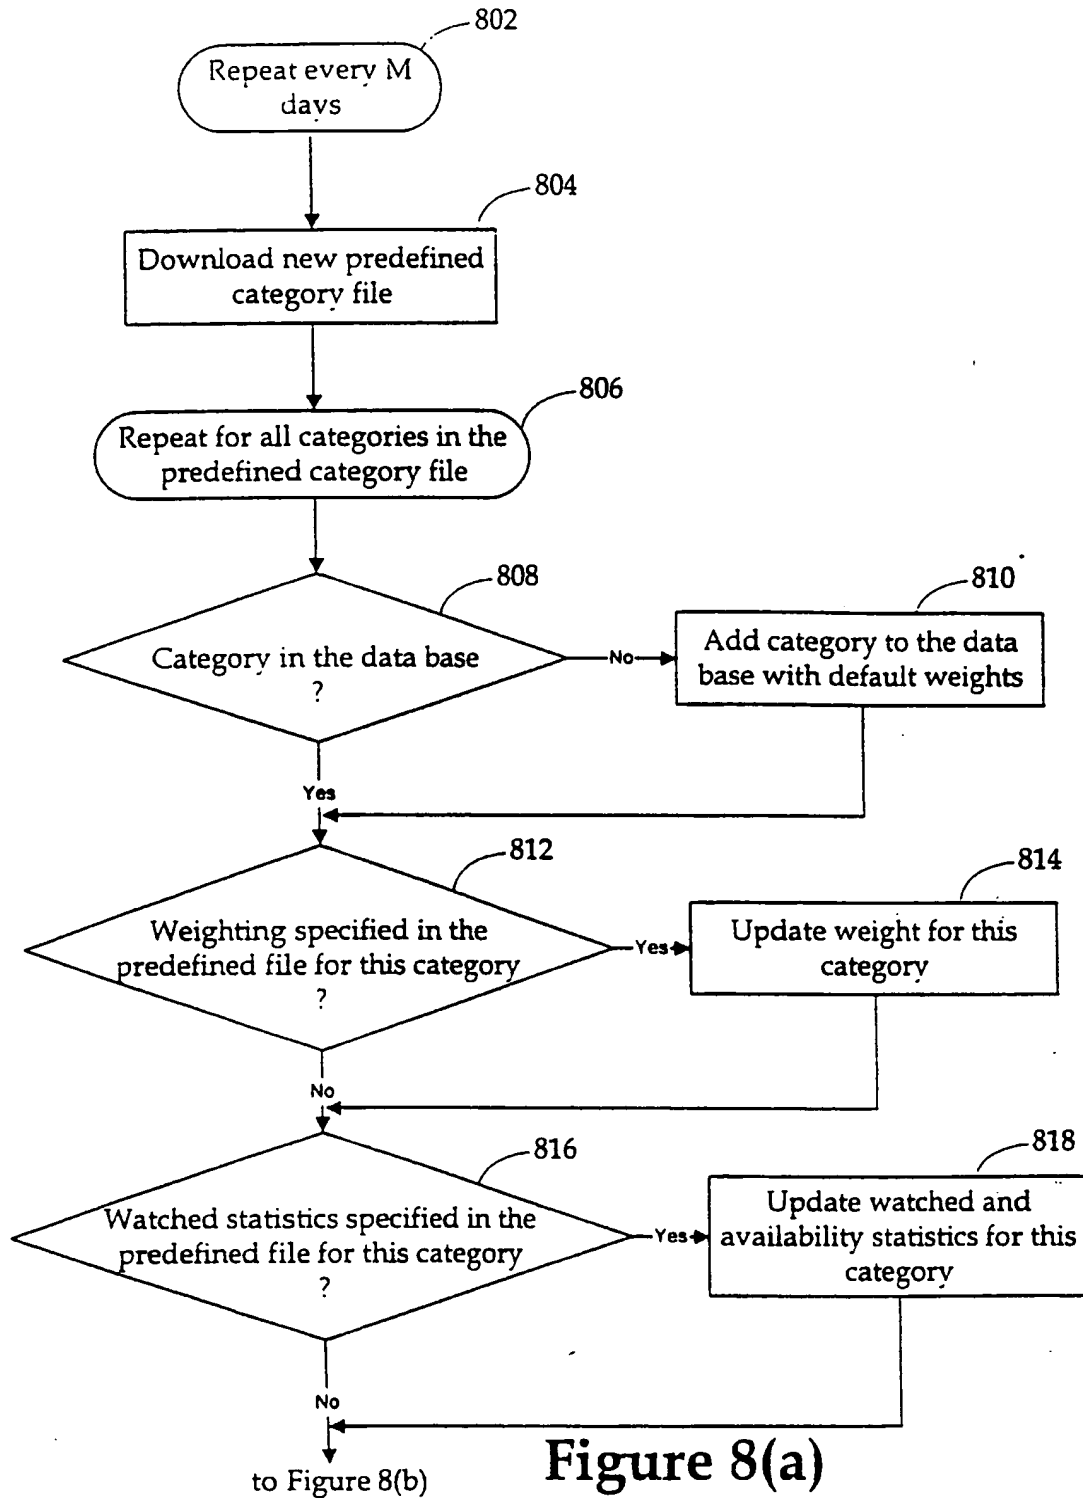 802
Repeat every M
days
804
Download new predefined
category file
806
Repeat for all categories in the
predefined category file
808
Category in the data base
?
No
810
Add category to the data
base with default weights
Yes
812
Weighting specified in the
predefined file for this category
?
Yes
814
Update weight for this
category
No
816
Watched statistics specified in the
predefined file for this category
?
Yes
818
Update watched and
availability statistics for this
category
No
to Figure 8(b)
Figure 8(a)